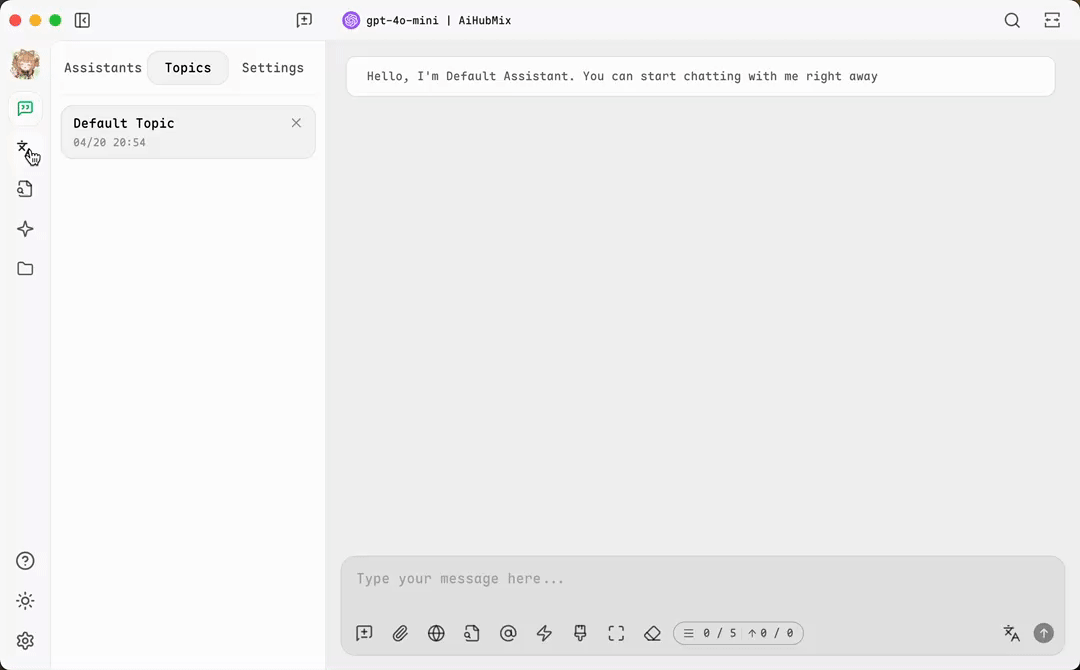 gpt-4o-mini | AiHubMix
Assistants Topics Settings
Default Topic
04/20 20:54
Hello, I'm Default Assistant. You can start chatting with me right away
Type your message here...
0 / 5 ↑0 / 0